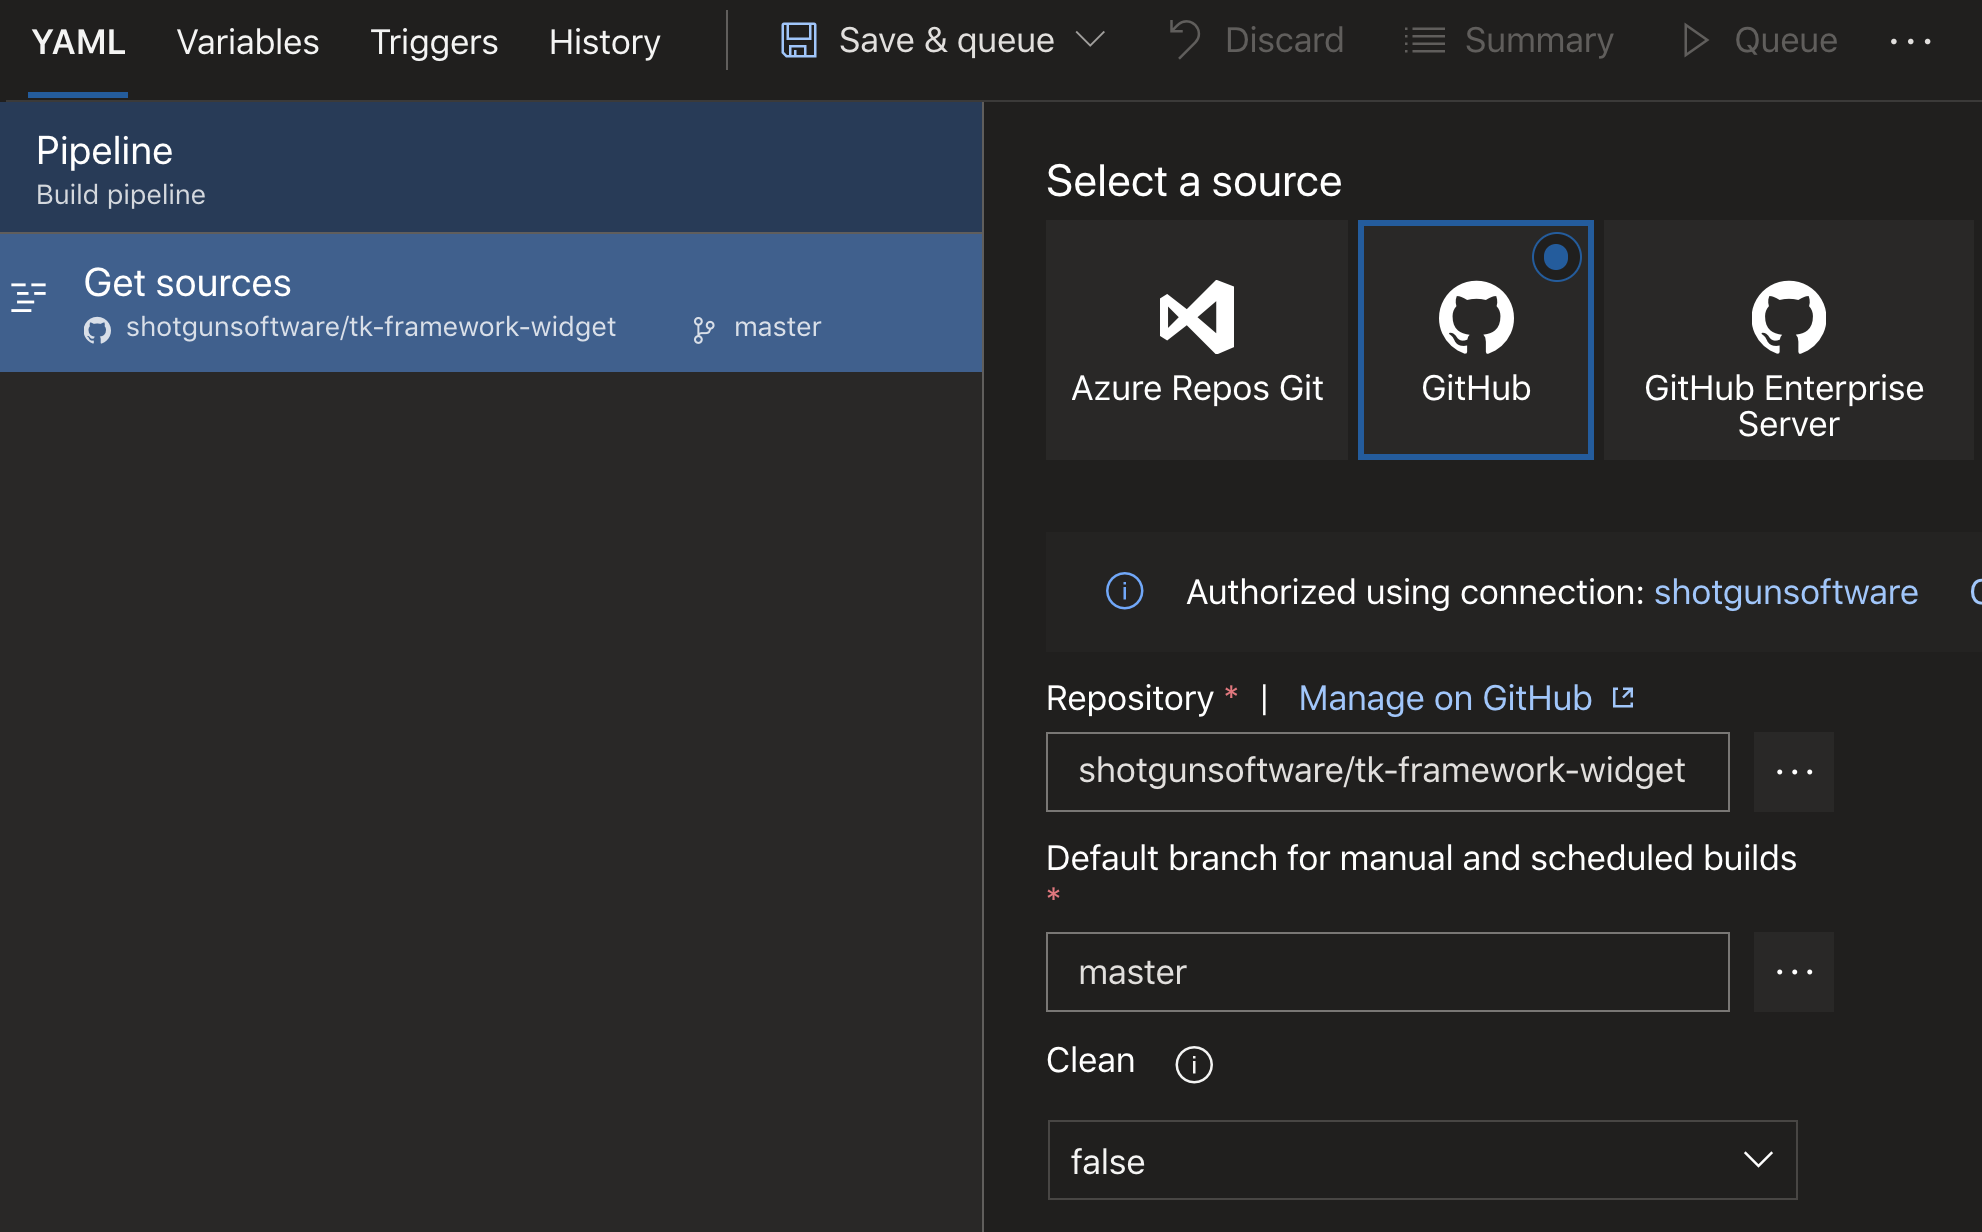 YAML Variables Triggers History Save & queue Discard Summary Queue
Pipeline
Build pipeline
Get sources
shotgunsoftware/tk-framework-widget master
Select a source
Azure Repos Git
GitHub
GitHub Enterprise
Server
Authorized using connection: shotgunsoftware
Repository * | Manage on GitHub
shotgunsoftware/tk-framework-widget
Default branch for manual and scheduled builds
*
master
Clean
false